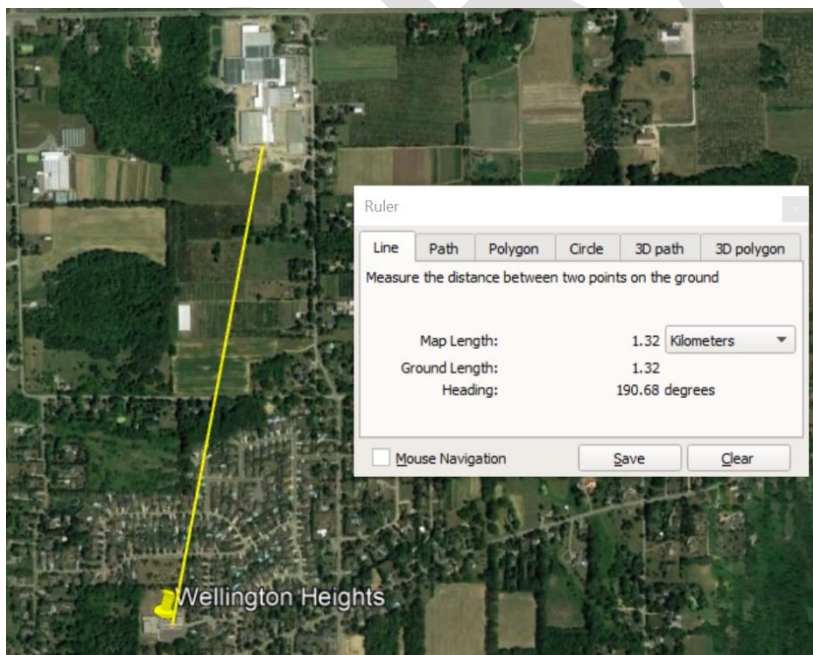 Ruler
Line Path Polygon Circle 3D path 3D polygon
Measure the distance between two points on the ground
Map Length: 1.32 Kilometers
Ground Length: 1.32
Heading: 190.68 degrees
Mouse Navigation Save Clear
Wellington Heights